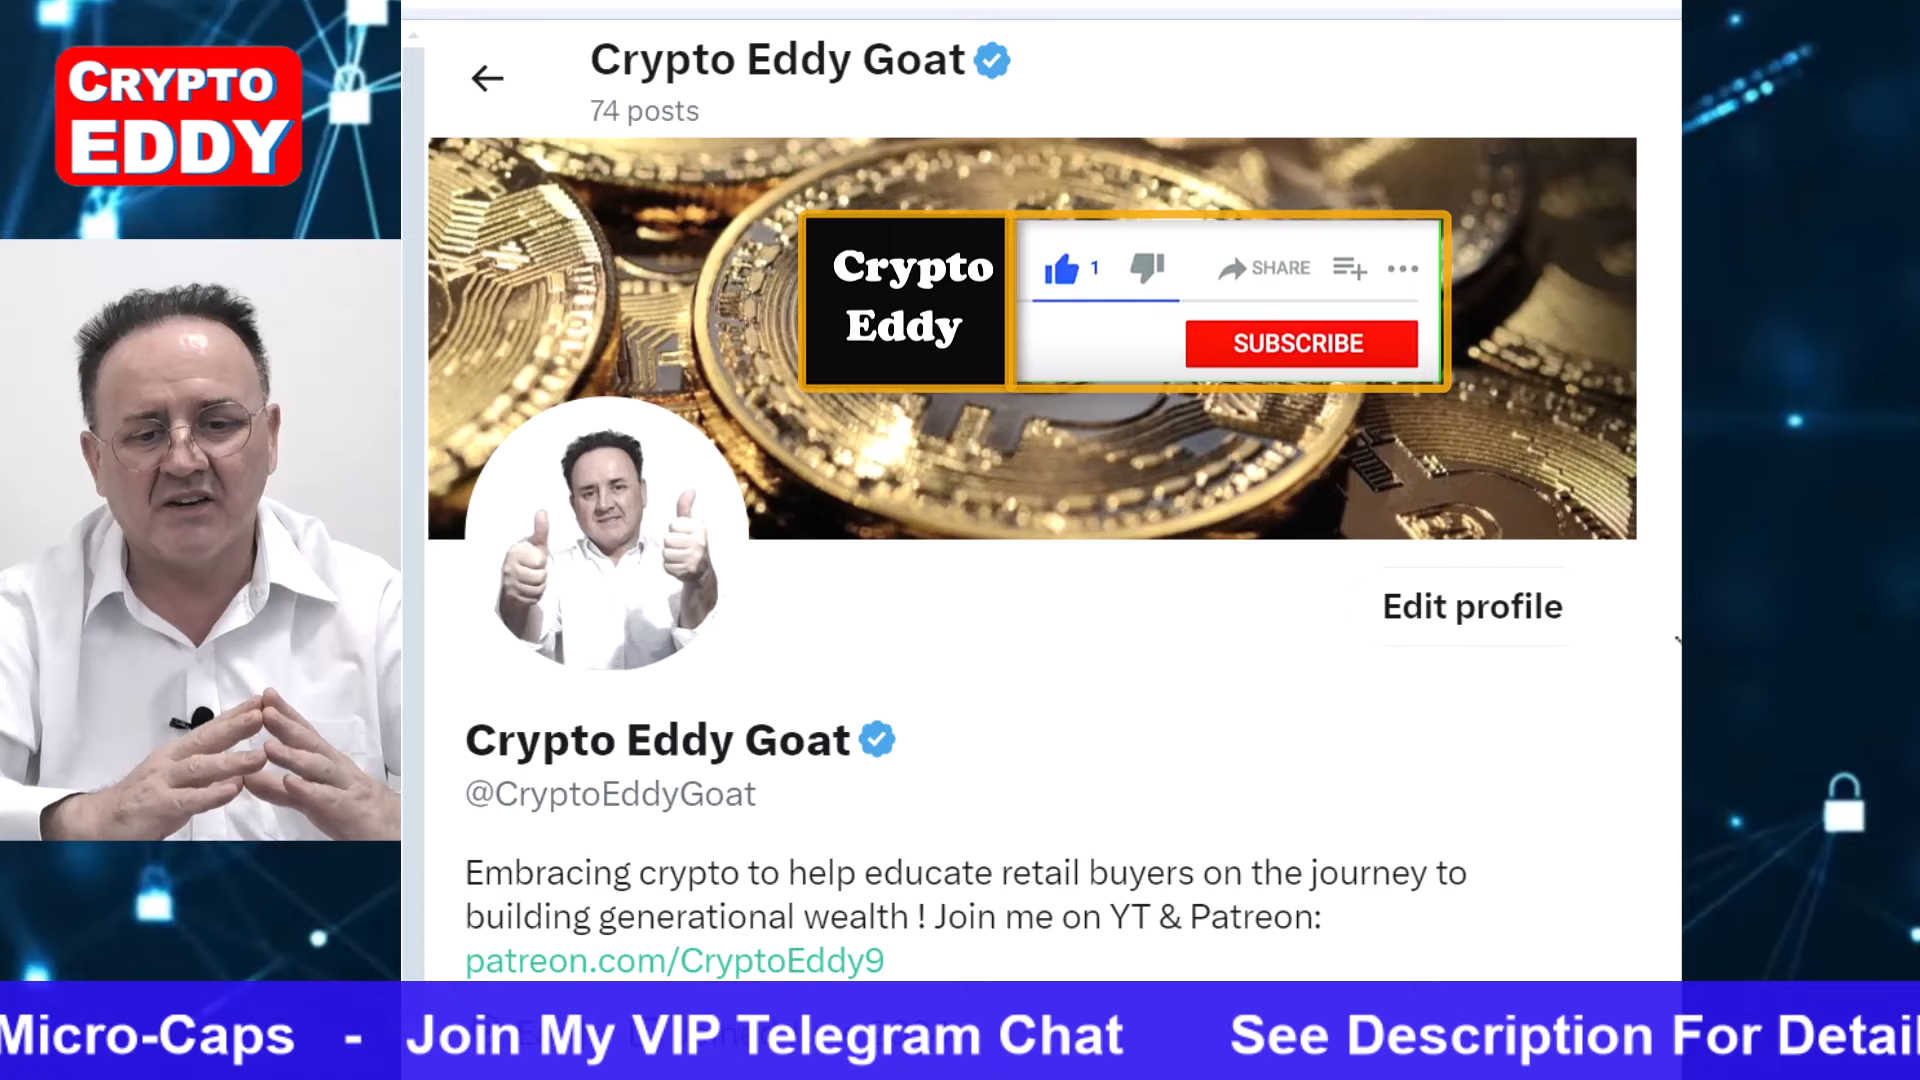 CRYPTO
EDDY
Crypto Eddy Goat
74 posts
Crypto
Eddy
1
SHARE
SUBSCRIBE
Edit profile
Crypto Eddy Goat
@CryptoEddyGoat
Embracing crypto to help educate retail buyers on the journey to
building generational wealth ! Join me on YT & Patreon:
patreon.com/CryptoEddy9
Micro-Caps - Join My VIP Telegram Chat See Description For Detail